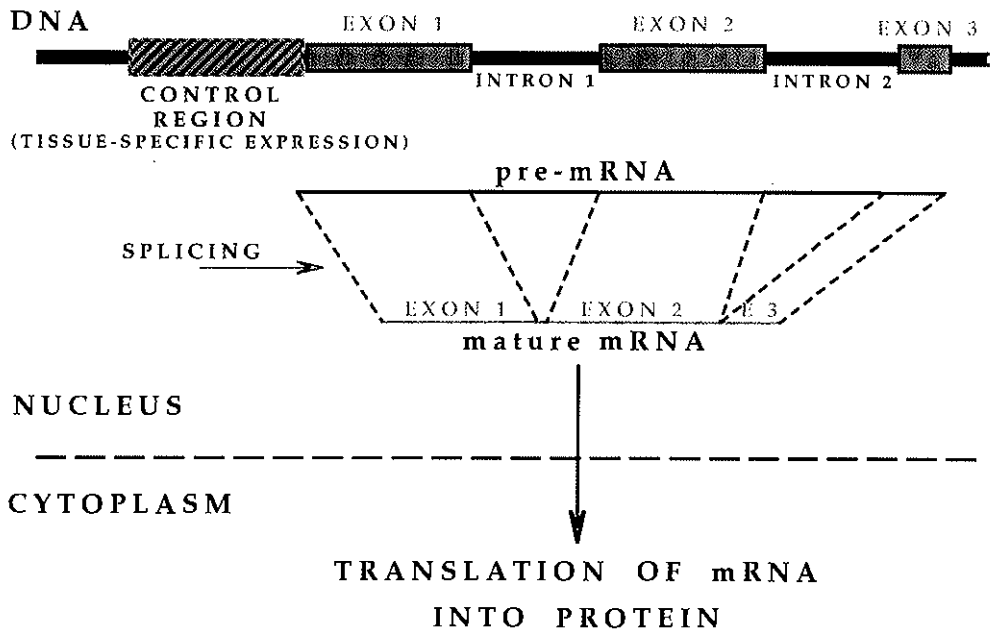 DNA
EXON 1
EXON 2
EXON 3
INTRON 1
INTRON 2
CONTROL
REGION
(TISSUE-SPECIFIC EXPRESSION)
pre-mRNA
SPLICING
EXON 1
EXON 2
E 3
mature mRNA
NUCLEUS
CYTOPLASM
TRANSLATION OF mRNA
INTO PROTEIN